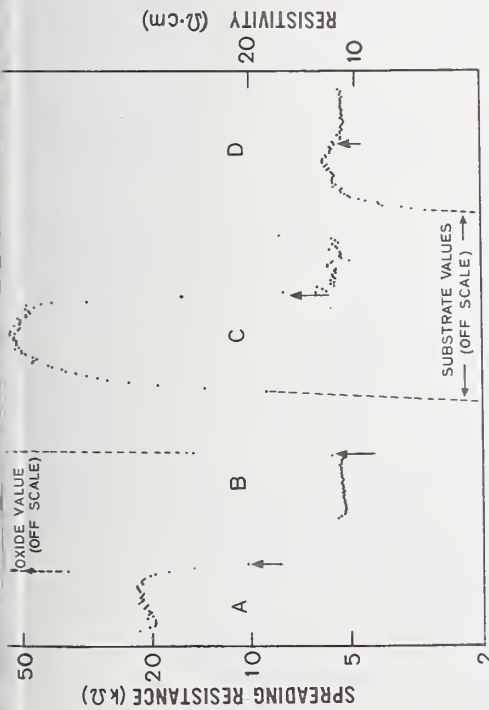 RESISTIVITY (Ω·cm)
20
10
OXIDE VALUE
(OFF SCALE)
A
B
C
D
SUBSTRATE VALUES
(OFF SCALE)
50
20
10
5
2
SPREADING RESISTANCE (kΩ)